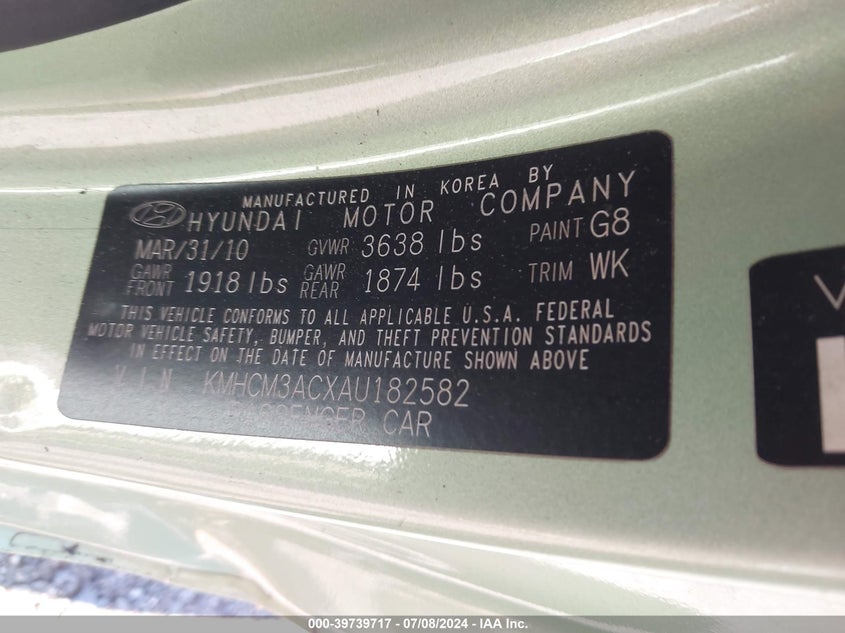 MANUFACTURED IN KOREA BY
HYUNDAI MOTOR COMPANY
MAR/31/10 GVWR 3638 lbs PAINT G8
GAWR FRONT 1918 lbs GAWR REAR 1874 lbs TRIM WK
THIS VEHICLE CONFORMS TO ALL APPLICABLE U.S.A. FEDERAL
MOTOR VEHICLE SAFETY, BUMPER, AND THEFT PREVENTION STANDARDS
IN EFFECT ON THE DATE OF MANUFACTURE SHOWN ABOVE
V I N KMHCM3ACXAU182582
PASSENGER CAR
V
000-39739717 - 07/08/2024 - IAA Inc.